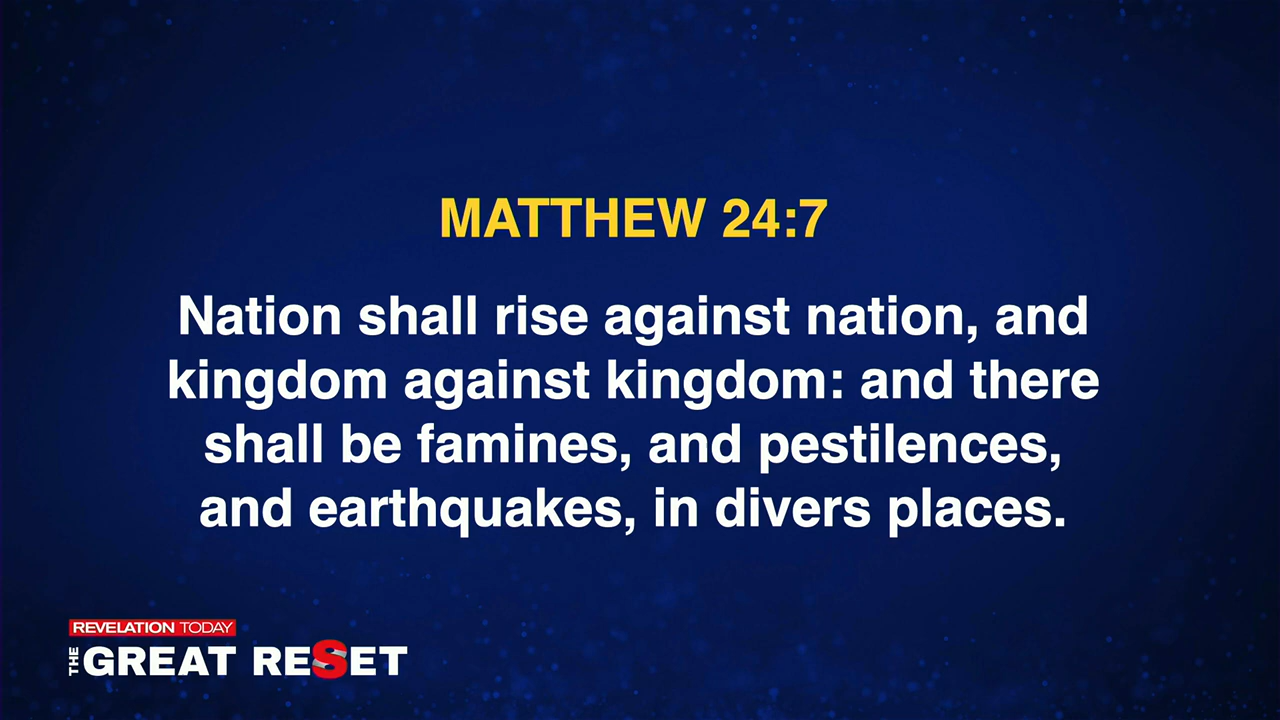 MATTHEW 24:7
Nation shall rise against nation, and
kingdom against kingdom: and there
shall be famines, and pestilences,
and earthquakes, in divers places.
REVELATION TODAY
THE GREAT RESET